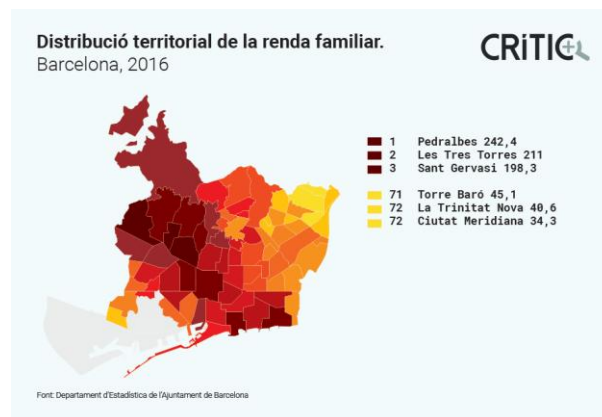 Distribució territorial de la renda familiar.
Barcelona, 2016
CRiTiC+
1 Pedralbes 242,4
2 Les Tres Torres 211
3 Sant Gervasi 198,3
71 Torre Baró 45,1
72 La Trinitat Nova 40,6
72 Ciutat Meridiana 34,3
Font: Departament d'Estadística de l'Ajuntament de Barcelona